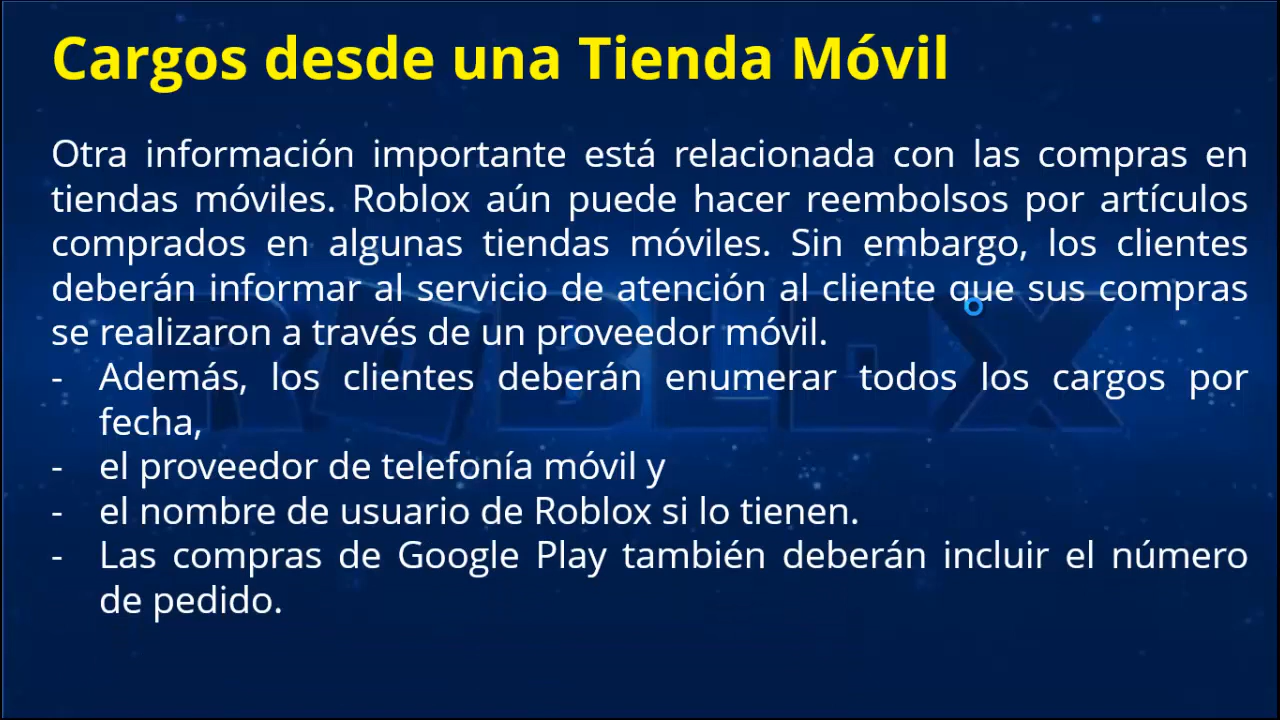 Cargos desde una Tienda Móvil
Otra información importante está relacionada con las compras en
tiendas móviles. Roblox aún puede hacer reembolsos por artículos
comprados en algunas tiendas móviles. Sin embargo, los clientes
deberán informar al servicio de atención al cliente que sus compras
se realizaron a través de un proveedor móvil.
- Además, los clientes deberán enumerar todos los cargos por
fecha,
- el proveedor de telefonía móvil y
- el nombre de usuario de Roblox si lo tienen.
- Las compras de Google Play también deberán incluir el número
de pedido.
ROBLOX